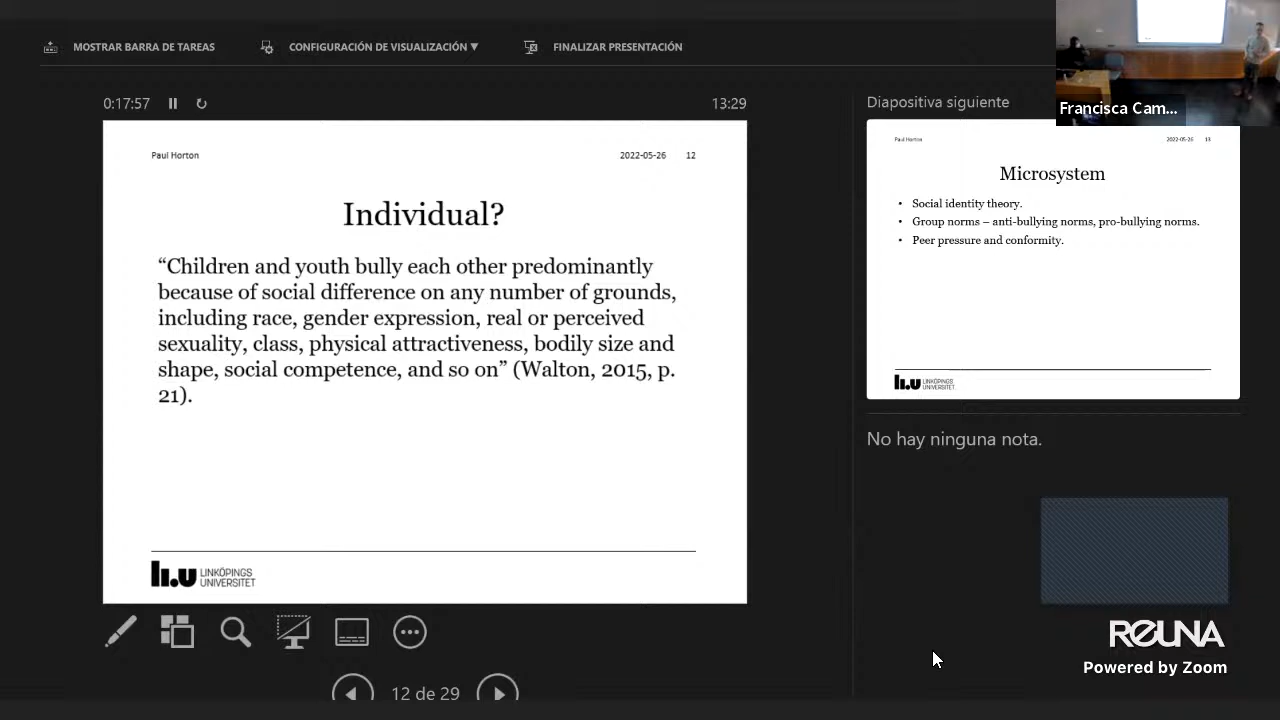 MOSTRAR BARRA DE TAREAS
CONFIGURACIÓN DE VISUALIZACIÓN ▼
FINALIZAR PRESENTACIÓN
Francisca Cam...
0:17:57
13:29
Paul Horton
2022-05-26 12
Individual?
“Children and youth bully each other predominantly
because of social difference on any number of grounds,
including race, gender expression, real or perceived
sexuality, class, physical attractiveness, bodily size and
shape, social competence, and so on” (Walton, 2015, p.
21).
LINKÖPINGS
UNIVERSITET
12 de 29
Diapositiva siguiente
Paul Horton
2022-05-26 13
Microsystem
• Social identity theory.
• Group norms – anti-bullying norms, pro-bullying norms.
• Peer pressure and conformity.
LINKÖPINGS
UNIVERSITET
No hay ninguna nota.
REUNA
Powered by Zoom